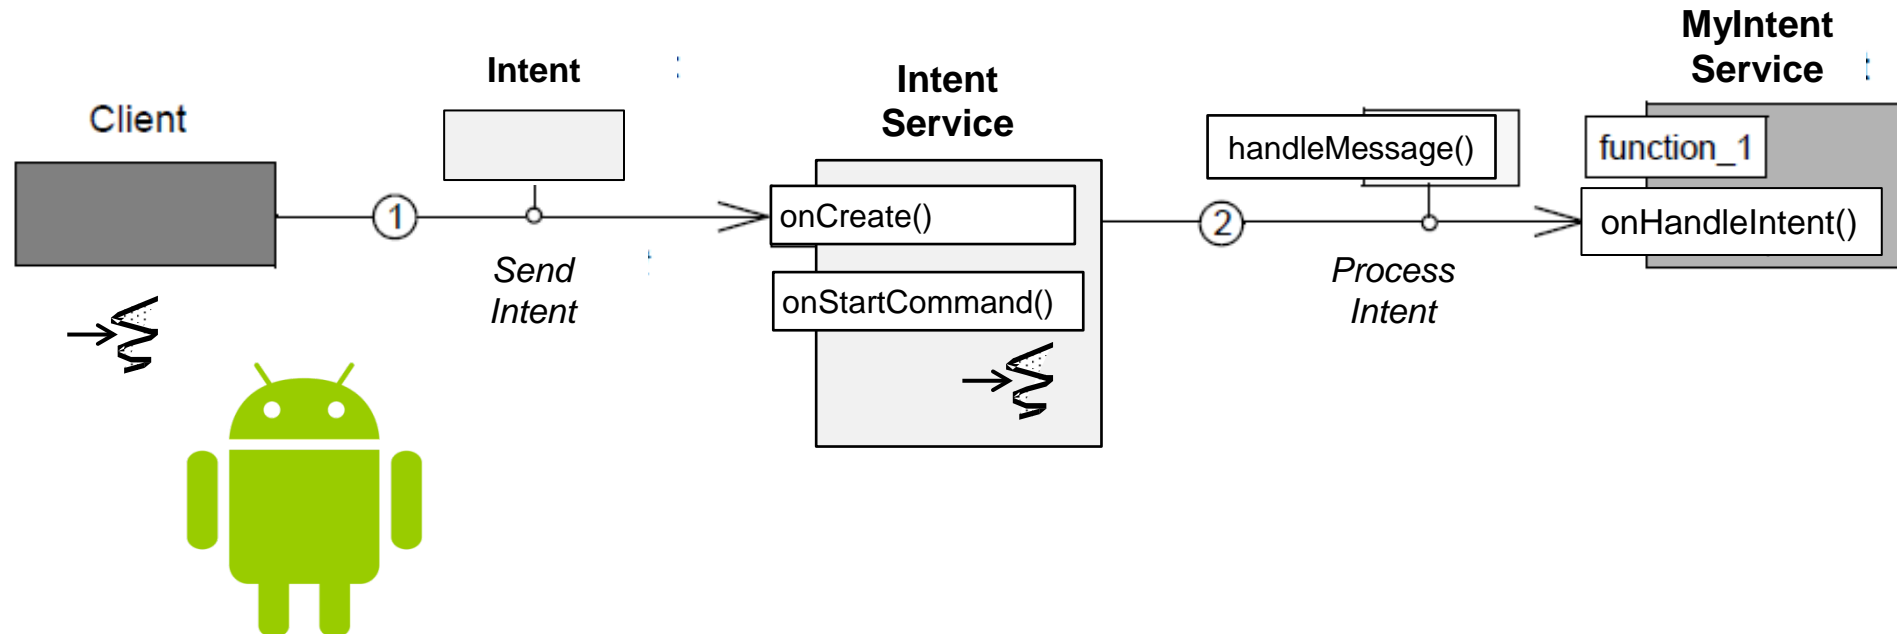 Client
Intent
1
Send
Intent
Intent
Service
onCreate()
onStartCommand()
handleMessage()
2
Process
Intent
MyIntent
Service
function_1
onHandleIntent()